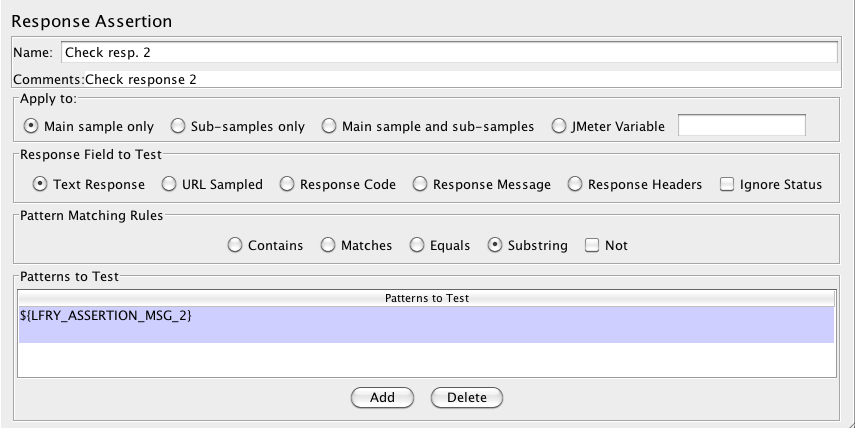 Response Assertion
Name: Check resp. 2
Comments:Check response 2
Apply to:
Main sample only Sub-samples only Main sample and sub-samples JMeter Variable
Response Field to Test
Text Response URL Sampled Response Code Response Message Response Headers Ignore Status
Pattern Matching Rules
Contains Matches Equals Substring Not
Patterns to Test
Patterns to Test
${LFRY_ASSERTION_MSG_2}
Add Delete